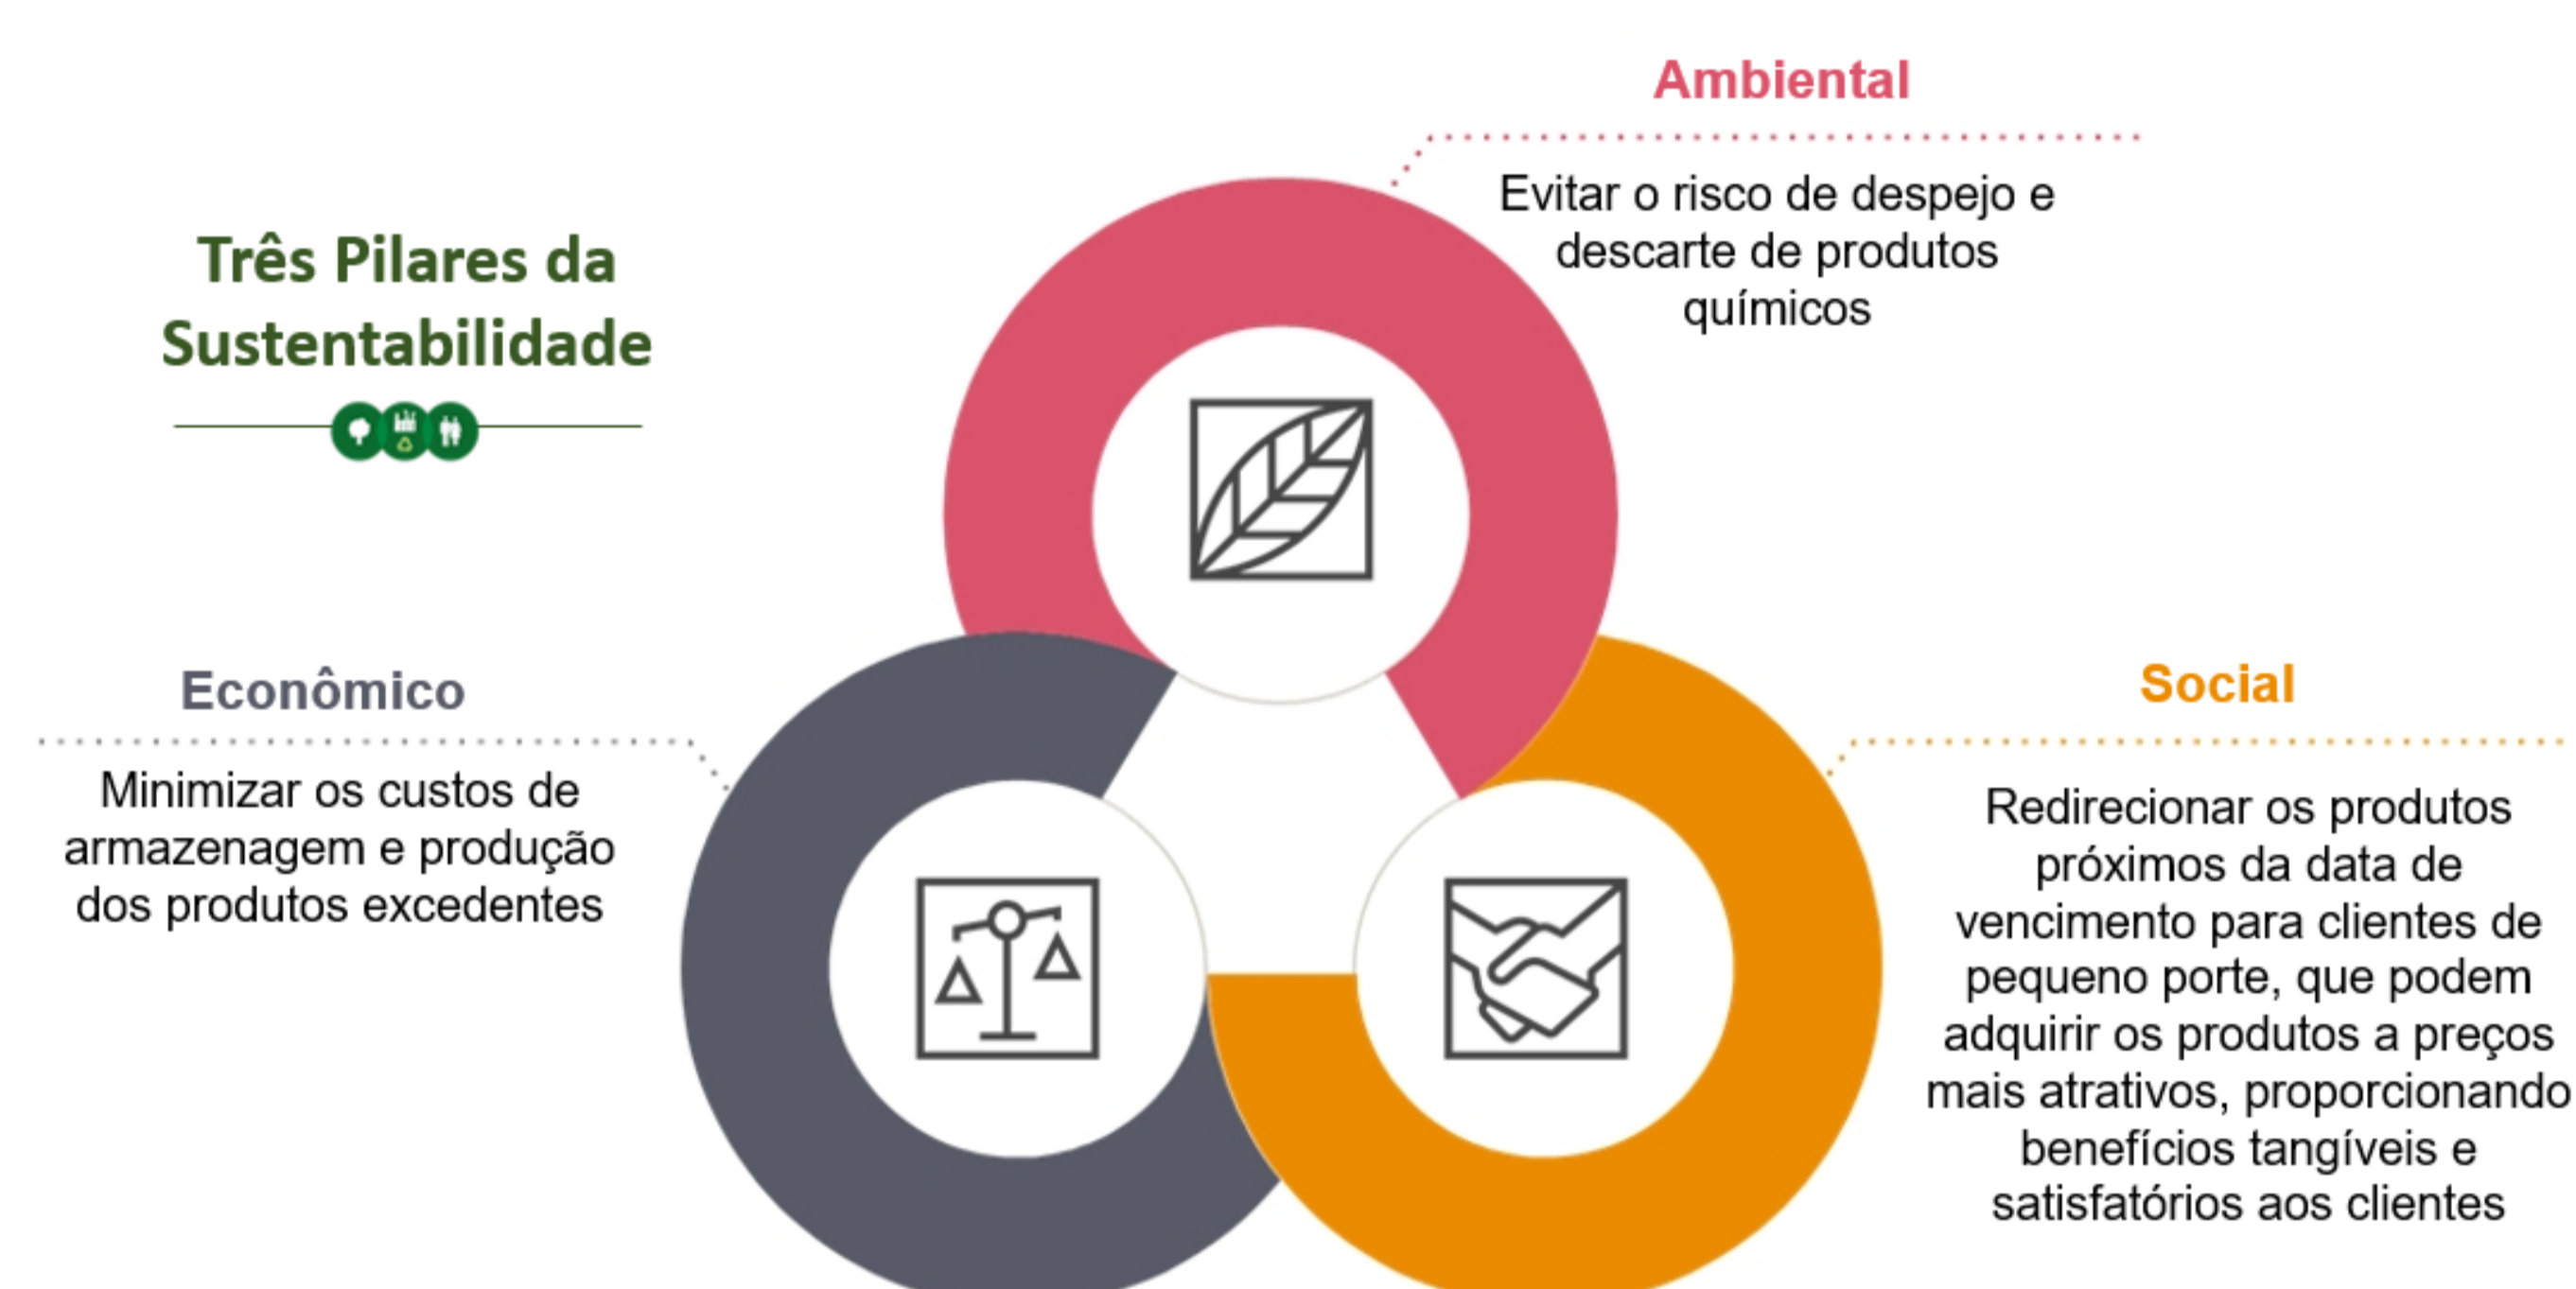 Três Pilares da
Sustentabilidade
Ambiental
Evitar o risco de despejo e
descarte de produtos
químicos
Econômico
Minimizar os custos de
armazenagem e produção
dos produtos excedentes
Social
Redirecionar os produtos
próximos da data de
vencimento para clientes de
pequeno porte, que podem
adquirir os produtos a preços
mais atrativos, proporcionando
benefícios tangíveis e
satisfatórios aos clientes